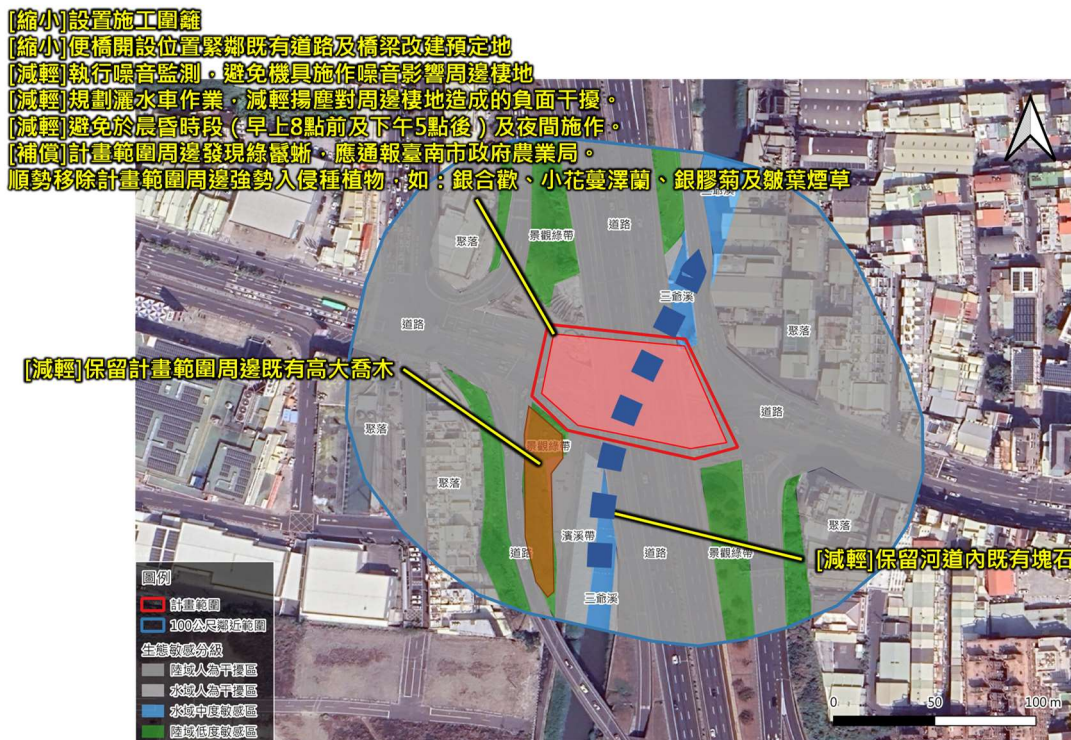 [縮小]設置施工圍籬
[縮小]便橋開設位置緊鄰既有道路及橋梁改建預定地
[減輕]執行噪音監測，避免機具施作噪音影響周邊棲地
[減輕]規劃灑水車作業，減輕揚塵對周邊棲地造成的負面干擾。
[減輕]避免於晨昏時段（早上8點前及下午5點後）及夜間施作。
[補償]計畫範圍周邊發現綠鬣蜥，應通報臺南市政府農業局。
順勢移除計畫範圍周邊強勢入侵種植物，如：銀合歡、小花蔓澤蘭、銀膠菊及皺葉煙草
三爺溪
道路
聚落
景觀綠帶
三爺溪
道路
聚落
[減輕]保留計畫範圍周邊既有高大喬木
道路
聚落
景觀綠帶
聚落
聚落
濱溪帶
道路
道路
景觀綠帶
[減輕]保留河道內既有塊石
三爺溪
圖例
計畫範圍
100公尺鄰近範圍
生態敏感分級
陸域人為干擾區
水域人為干擾區
水域中度敏感區
陸域低度敏感區
0 50 100 m